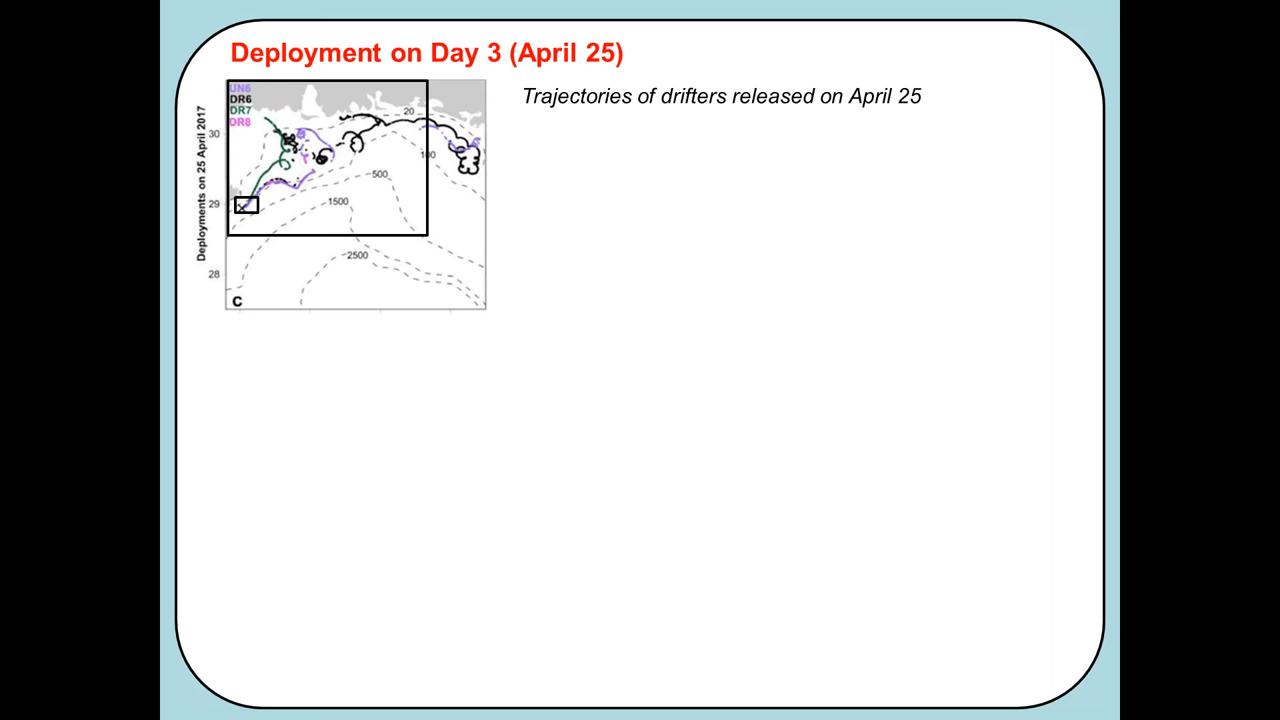 Deployment on Day 3 (April 25)
Trajectories of drifters released on April 25
Deployments on 25 April 2017
UN6
DR6
DR7
DR8
20
30
100
500
29
1500
2500
28
C